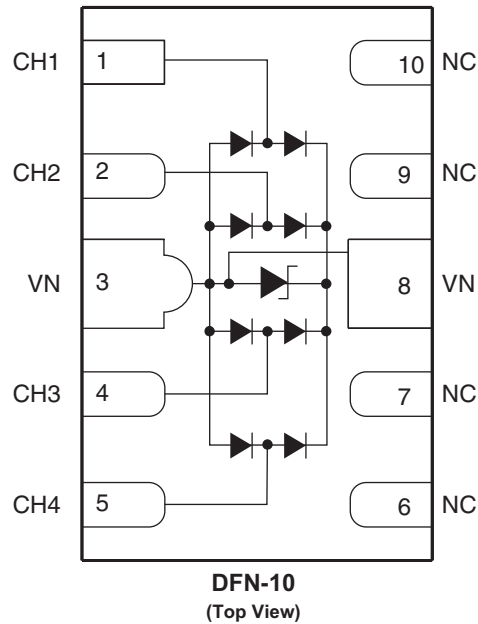 CH1 1 10 NC
CH2 2 9 NC
VN 3 8 VN
CH3 4 7 NC
CH4 5 6 NC
DFN-10
(Top View)